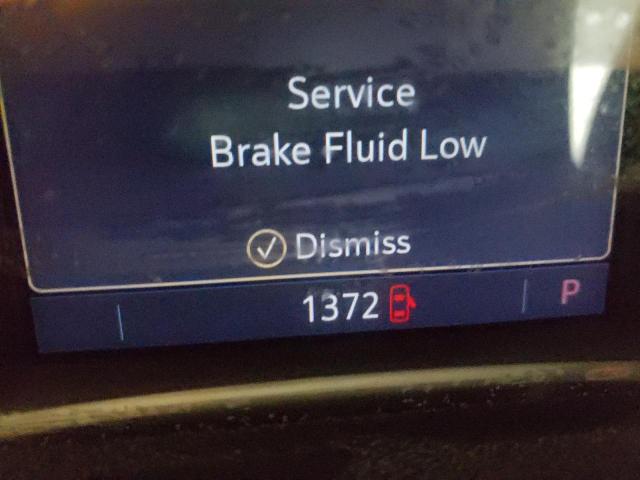 Service
Brake Fluid Low
Dismiss
1372
P